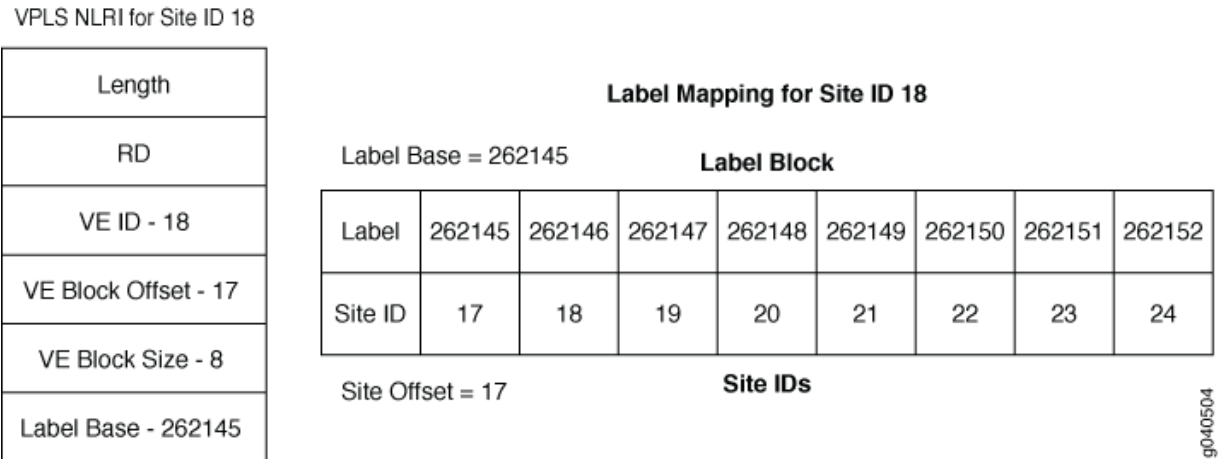 VPLS NLRI for Site ID 18
Length
RD
VE ID - 18
VE Block Offset - 17
VE Block Size - 8
Label Base - 262145
Label Mapping for Site ID 18
Label Base = 262145
Label Block
Label 262145 262146 262147 262148 262149 262150 262151 262152
Site ID 17 18 19 20 21 22 23 24
Site Offset = 17
Site IDs
g040504